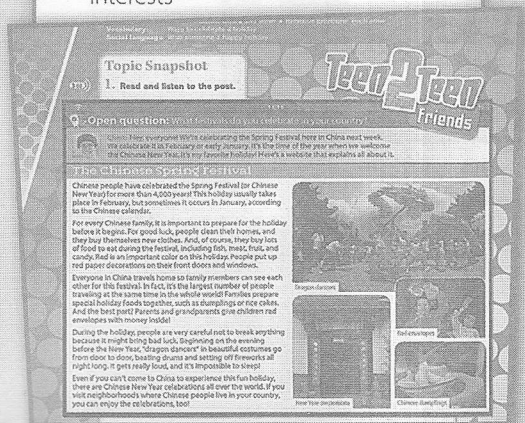 interests
Vocabulary: Ways to celebrate a holiday
Social language: Wish someone a happy holiday
Topic Snapshot
1. Read and listen to the post.
Teen2Teen
Friends
Open question: What festivals do you celebrate in your country?
Hey, everyone! We're celebrating the Spring Festival here in China next week.
We celebrate it in February or early January. It's the time of the year when we welcome
the Chinese New Year. It's my favorite holiday! Here's a website that explains all about it.
The Chinese Spring Festival
Chinese people have celebrated the Spring Festival (or Chinese
New Year) for more than 4,000 years! This holiday usually takes
place in February, but sometimes it occurs in January, according
to the Chinese calendar.
For every Chinese family, it is important to prepare for the holiday
before it begins. For good luck, people clean their homes, and
they buy themselves new clothes. And, of course, they buy lots
of food to eat during the festival, including fish, meat, fruit, and
candy. Red is an important color on this holiday. People put up
red paper decorations on their front doors and windows.
Everyone in China travels home so family members can see each
other for this festival. In fact, it's the largest number of people
traveling at the same time in the whole world! Families prepare
special holiday foods together, such as dumplings or rice cakes.
And the best part? Parents and grandparents give children red
envelopes with money inside!
During the holiday, people are very careful not to break anything
because it might bring bad luck. Beginning on the evening
before the New Year, "dragon dancers" in beautiful costumes go
from door to door, beating drums and setting off fireworks all
night long. It gets really loud, and it's impossible to sleep!
Even if you can't come to China to experience this fun holiday,
there are Chinese New Year celebrations all over the world. If you
visit neighborhoods where Chinese people live in your country,
you can enjoy the celebrations, too!
Dragon dancers
Red envelopes
New Year decorations
Chinese dumplings